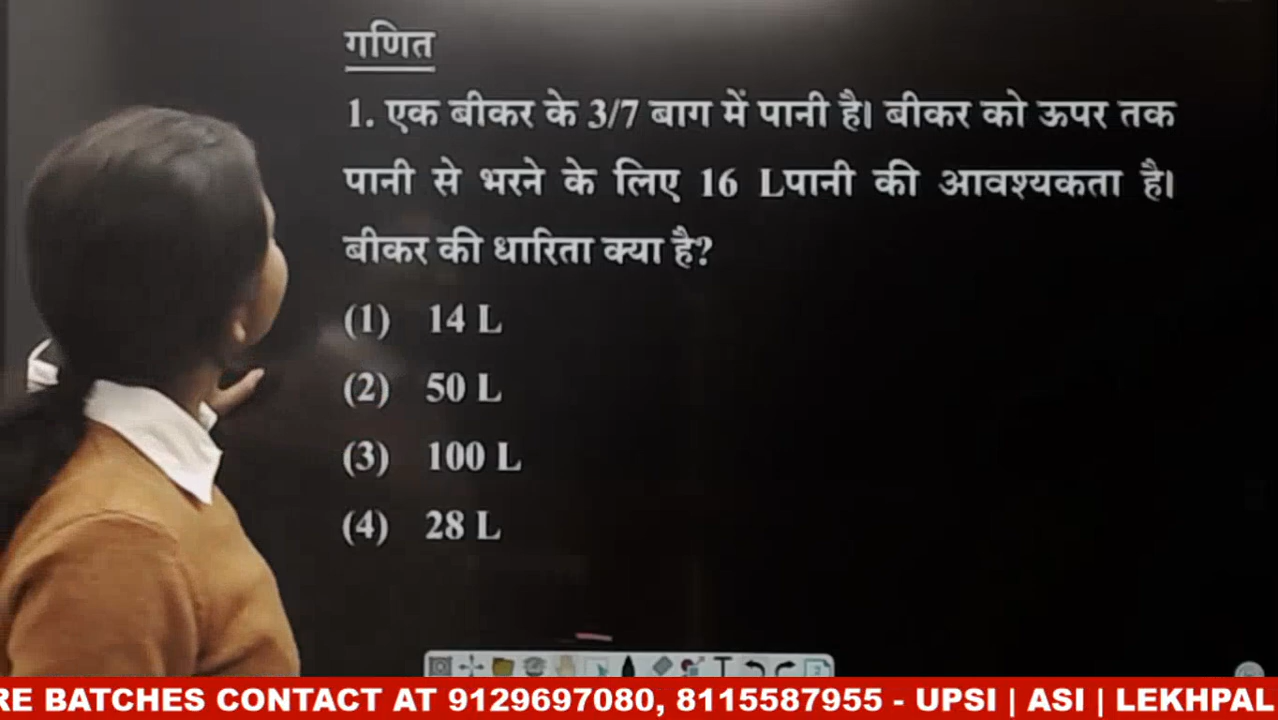 गणित
1. एक बीकर के 3/7 बाग में पानी है। बीकर को ऊपर तक
पानी से भरने के लिए 16 Lपानी की आवश्यकता है।
बीकर की धारिता क्या है?
(1) 14 L
(2) 50 L
(3) 100 L
(4) 28 L
RE BATCHES CONTACT AT 9129697080, 8115587955 - UPSI | ASI | LEKHPAL